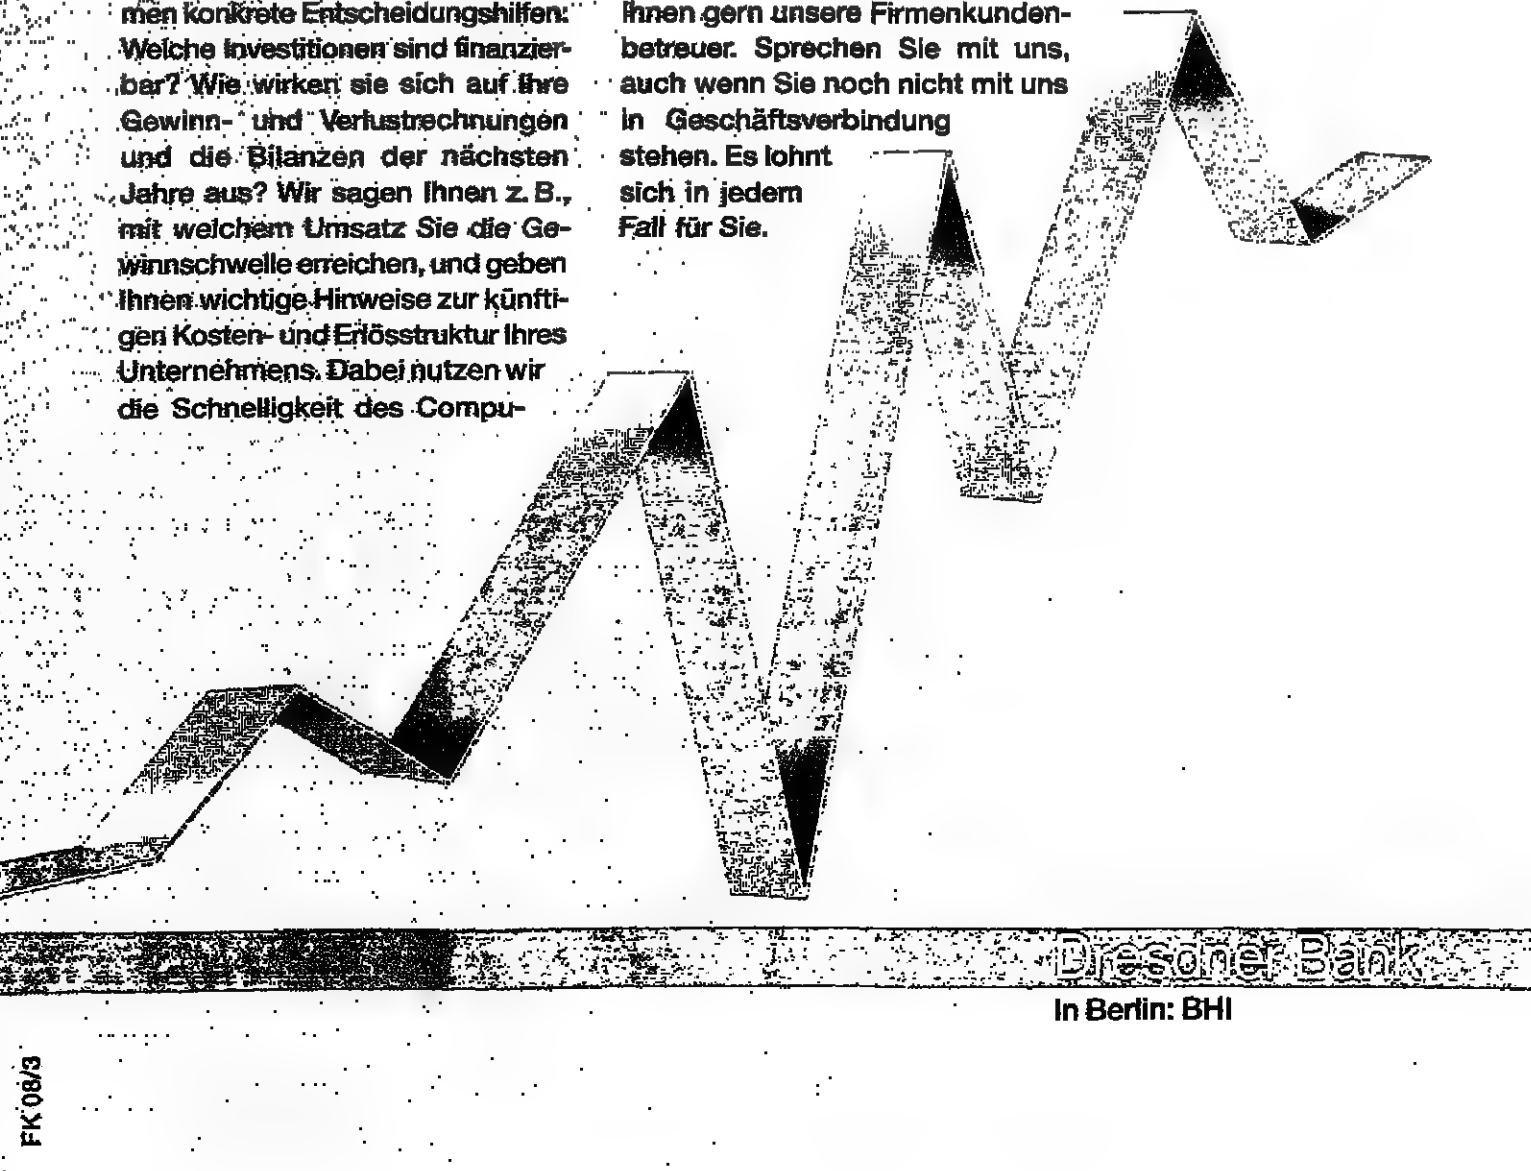 men konkrete Entscheidungshilfen:
Welche Investitionen sind finanzier-
bar? Wie wirken sie sich auf Ihre
Gewinn- und Verlustrechnungen
und die Bilanzen der nächsten
Jahre aus? Wir sagen Ihnen z. B.,
mit welchem Umsatz Sie die Ge-
winnschwelle erreichen, und geben
Ihnen wichtige Hinweise zur künfti-
gen Kosten- und Erlösstruktur Ihres
Unternehmens. Dabei nutzen wir
die Schnelligkeit des Compu-
Ihnen gern unsere Firmenkunden-
betreuer. Sprechen Sie mit uns,
auch wenn Sie noch nicht mit uns
in Geschäftsverbindung
stehen. Es lohnt
sich in jedem
Fall für Sie.
Dresdner Bank
In Berlin: BHI
FK 08/3